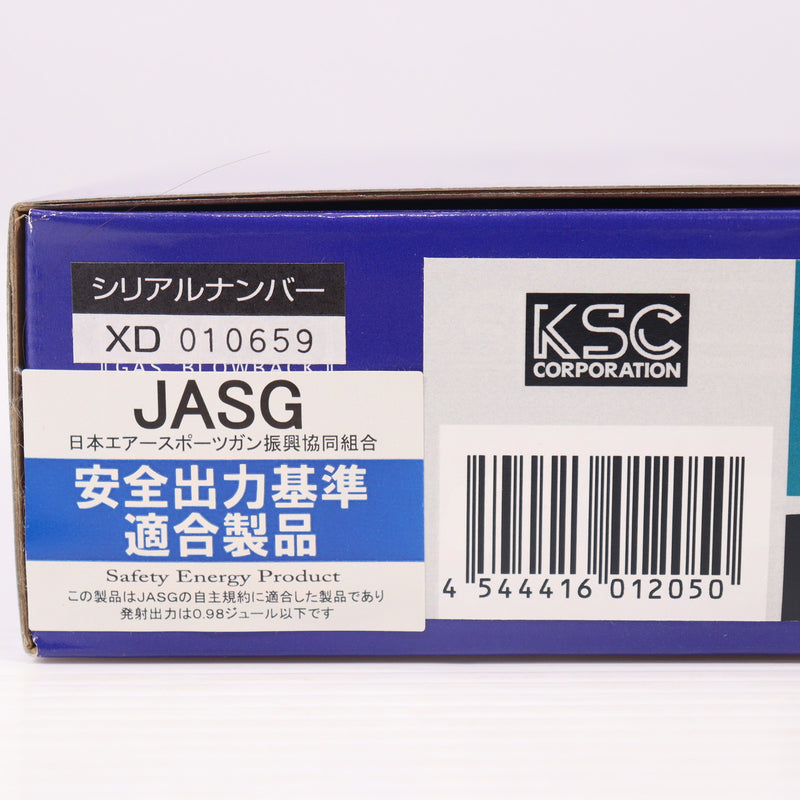 シリアルナンバー
XD 010659
GAS BLOWBACK
JASG
日本エアースポーツガン振興協同組合
安全出力基準
適合製品
Safety Energy Product
この製品はJASGの自主規約に適合した製品であり
発射出力は0.98ジュール以下です
KSC
CORPORATION
4 544416 012050